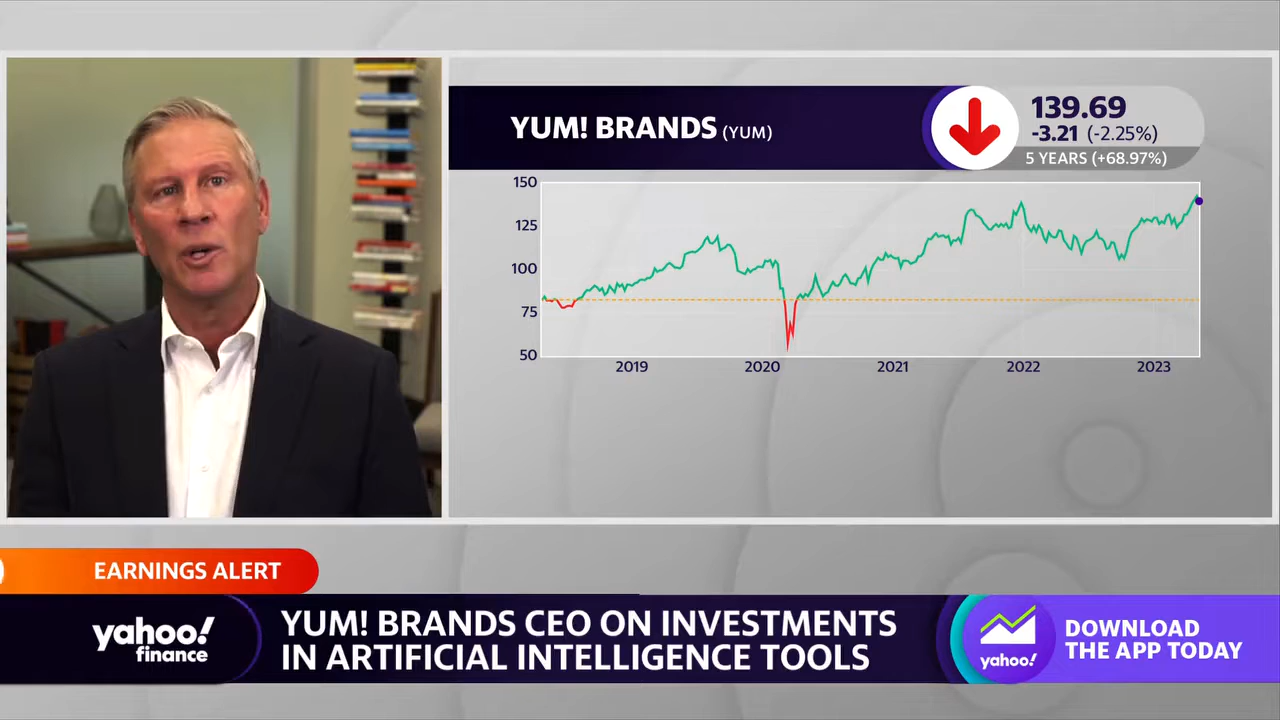 YUM! BRANDS (YUM)
139.69
-3.21 (-2.25%)
5 YEARS (+68.97%)
150
125
100
75
50
2019 2020 2021 2022 2023
EARNINGS ALERT
yahoo!
finance
YUM! BRANDS CEO ON INVESTMENTS
IN ARTIFICIAL INTELLIGENCE TOOLS
yahoo!
DOWNLOAD
THE APP TODAY